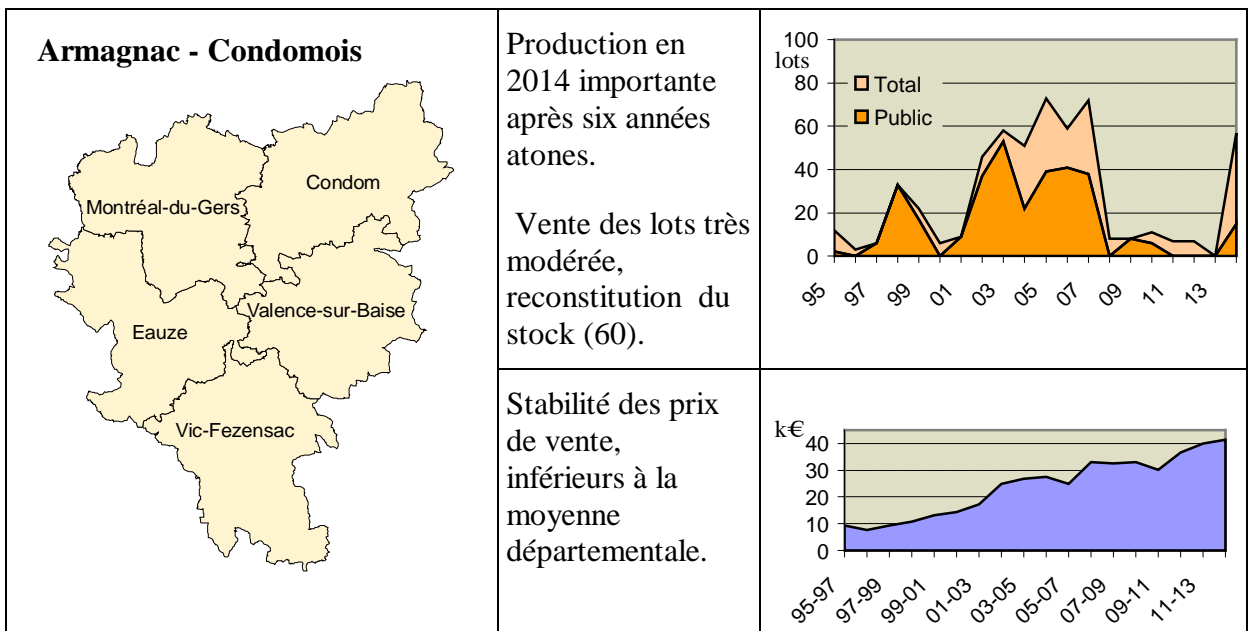 Armagnac - Condomois
Condom
Montréal-du-Gers
Valence-sur-Baise
Eauze
Vic-Fezensac
Production en
2014 importante
après six années
atones.
Vente des lots très
modérée,
reconstitution du
stock (60).
100
lots
80
60
40
20
0
Total
Public
95
97
99
01
03
05
07
09
11
13
Stabilité des prix
de vente,
inférieurs à la
moyenne
départementale.
k€
40
30
20
10
0
95-97
97-99
99-01
01-03
03-05
05-07
07-09
09-11
11-13